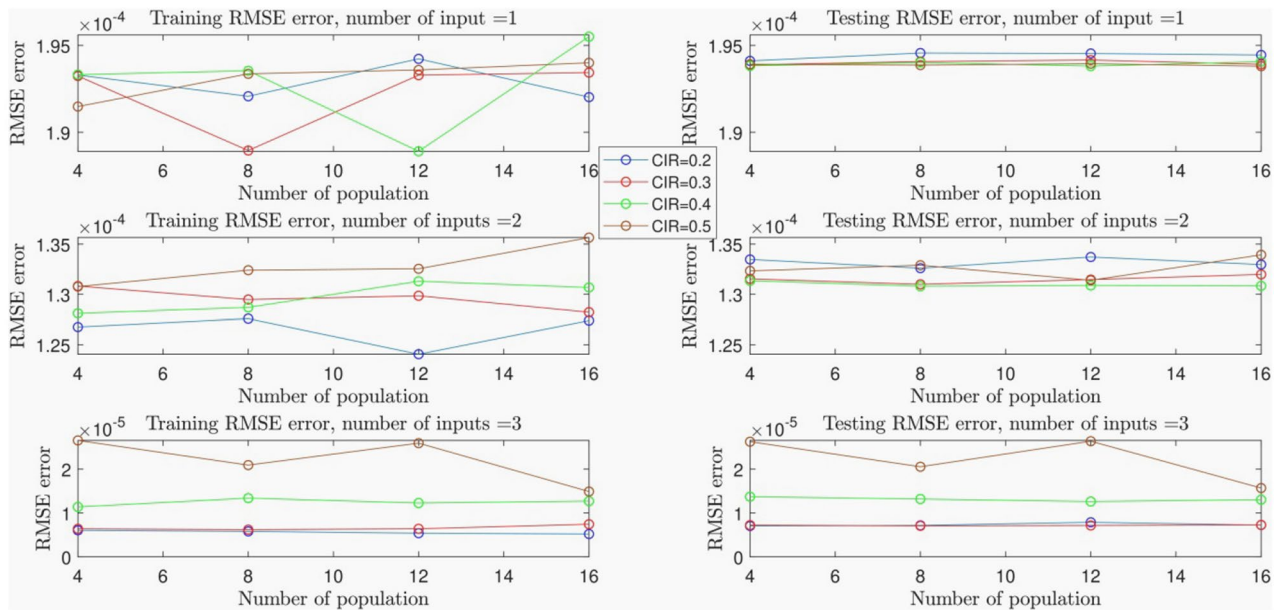 Training RMSE error, number of input =1
×10-4
1.95
1.9
RMSE error
4 6 8 10 12 14 16
Number of population
Testing RMSE error, number of input =1
×10-4
1.95
1.9
RMSE error
4 6 8 10 12 14 16
Number of population
CIR=0.2
CIR=0.3
CIR=0.4
CIR=0.5
Training RMSE error, number of inputs =2
×10-4
1.35
1.3
1.25
RMSE error
4 6 8 10 12 14 16
Number of population
Testing RMSE error, number of inputs =2
×10-4
1.35
1.3
1.25
RMSE error
4 6 8 10 12 14 16
Number of population
Training RMSE error, number of inputs =3
×10-5
2
1
0
RMSE error
4 6 8 10 12 14 16
Number of population
Testing RMSE error, number of inputs =3
×10-5
2
1
0
RMSE error
4 6 8 10 12 14 16
Number of population